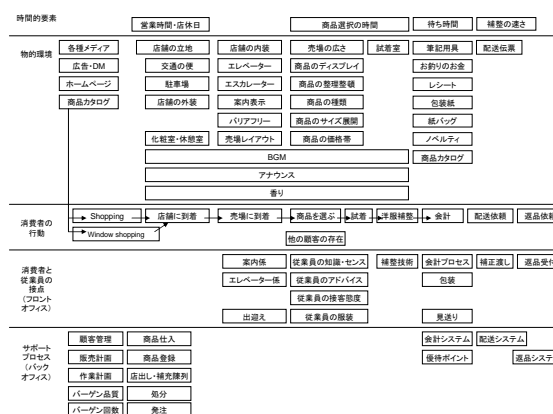 時間的要素
営業時間・店休日
商品選択の時間
待ち時間
補整の速さ
物的環境
各種メディア
店舗の立地
店舗の内装
売場の広さ
試着室
筆記用具
配送伝票
広告・DM
交通の便
エレベーター
商品のディスプレイ
お釣りのお金
ホームページ
駐車場
エスカレーター
商品の整理整頓
レシート
商品カタログ
店舗の外装
案内表示
商品の種類
包装紙
バリアフリー
商品のサイズ展開
紙バッグ
化粧室・休憩室
売場レイアウト
商品の価格帯
ノベルティ
BGM
商品カタログ
アナウンス
香り
消費者の
行動
Shopping
店舗に到着
売場に到着
商品を選ぶ
試着
洋服補整
会計
配送依頼
返品依頼
Window shopping
他の顧客の存在
消費者と
従業員の
接点
（フロント
オフィス）
案内係
従業員の知識・センス
補整技術
会計プロセス
補正渡し
返品受付
エレベーター係
従業員のアドバイス
包装
従業員の接客態度
出迎え
従業員の服装
見送り
サポート
プロセス
（バック
オフィス）
顧客管理
商品仕入
会計システム
配送システム
販売計画
商品登録
優待ポイント
返品システ
作業計画
店出し・補充陳列
バーゲン品質
処分
バーゲン回数
発注